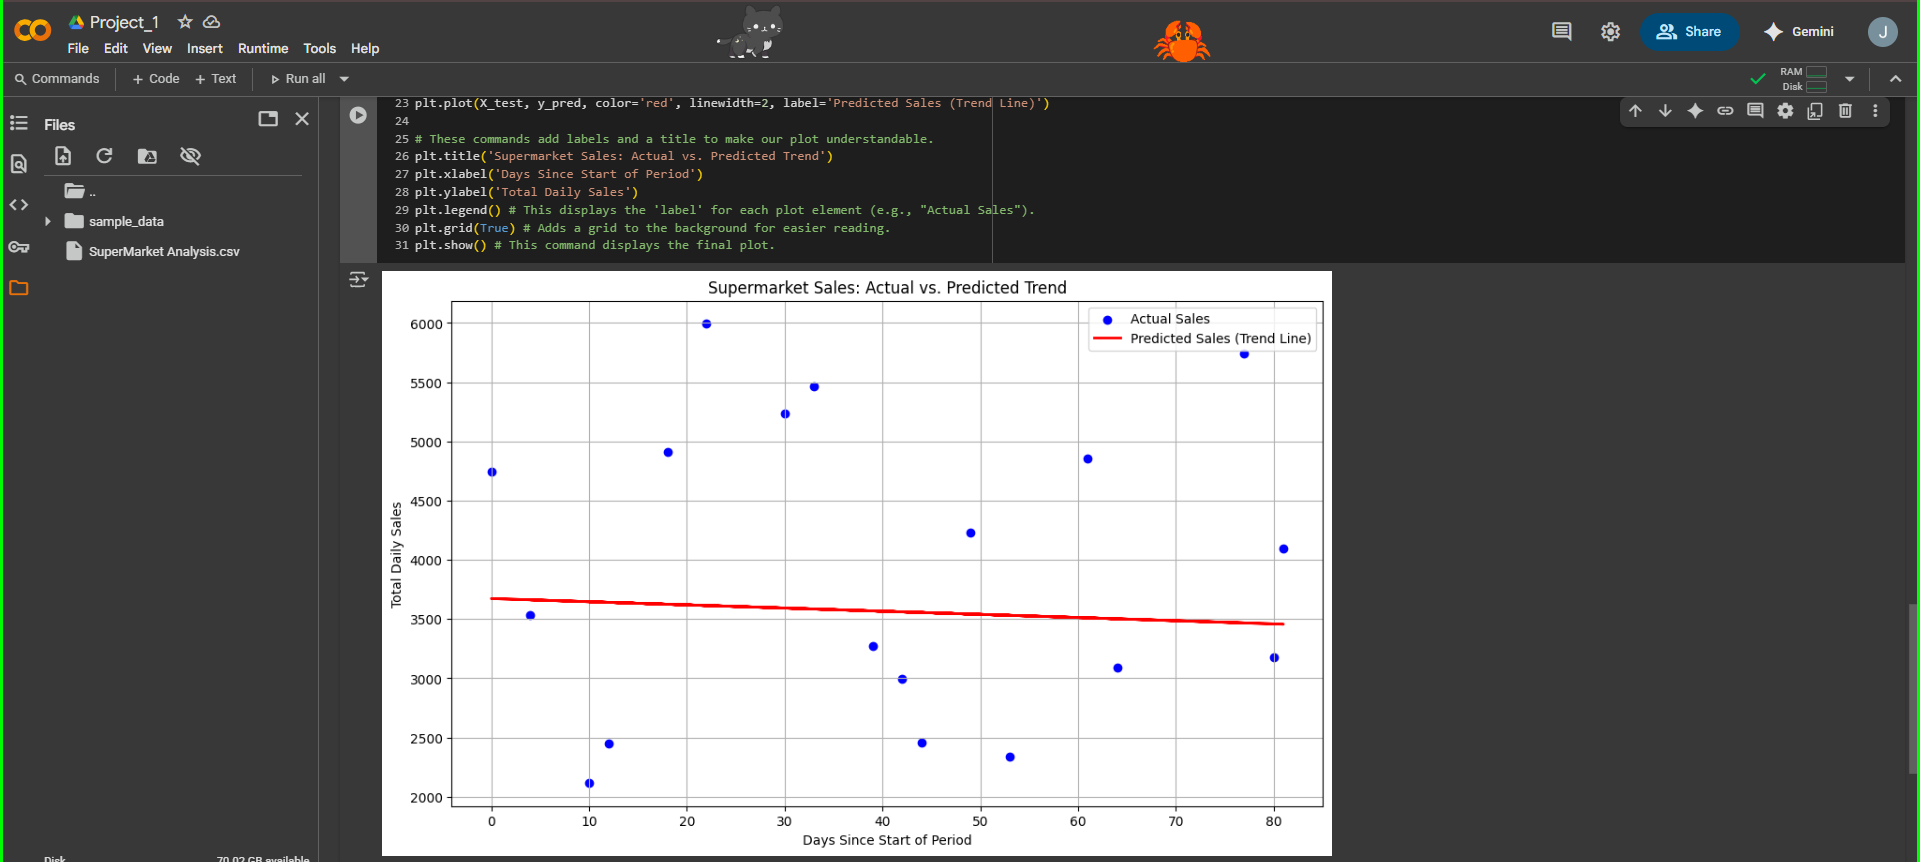 Project_1
File Edit View Insert Runtime Tools Help
Share
Gemini
J
Commands + Code + Text Run all
RAM
Disk
Files
..
sample_data
SuperMarket Analysis.csv
Disk 70.02 GB available
23 plt.plot(X_test, y_pred, color='red', linewidth=2, label='Predicted Sales (Trend Line)')
24
25 # These commands add labels and a title to make our plot understandable.
26 plt.title('Supermarket Sales: Actual vs. Predicted Trend')
27 plt.xlabel('Days Since Start of Period')
28 plt.ylabel('Total Daily Sales')
29 plt.legend() # This displays the 'label' for each plot element (e.g., "Actual Sales").
30 plt.grid(True) # Adds a grid to the background for easier reading.
31 plt.show() # This command displays the final plot.
Supermarket Sales: Actual vs. Predicted Trend
Actual Sales
Predicted Sales (Trend Line)
Total Daily Sales
6000
5500
5000
4500
4000
3500
3000
2500
2000
0 10 20 30 40 50 60 70 80
Days Since Start of Period